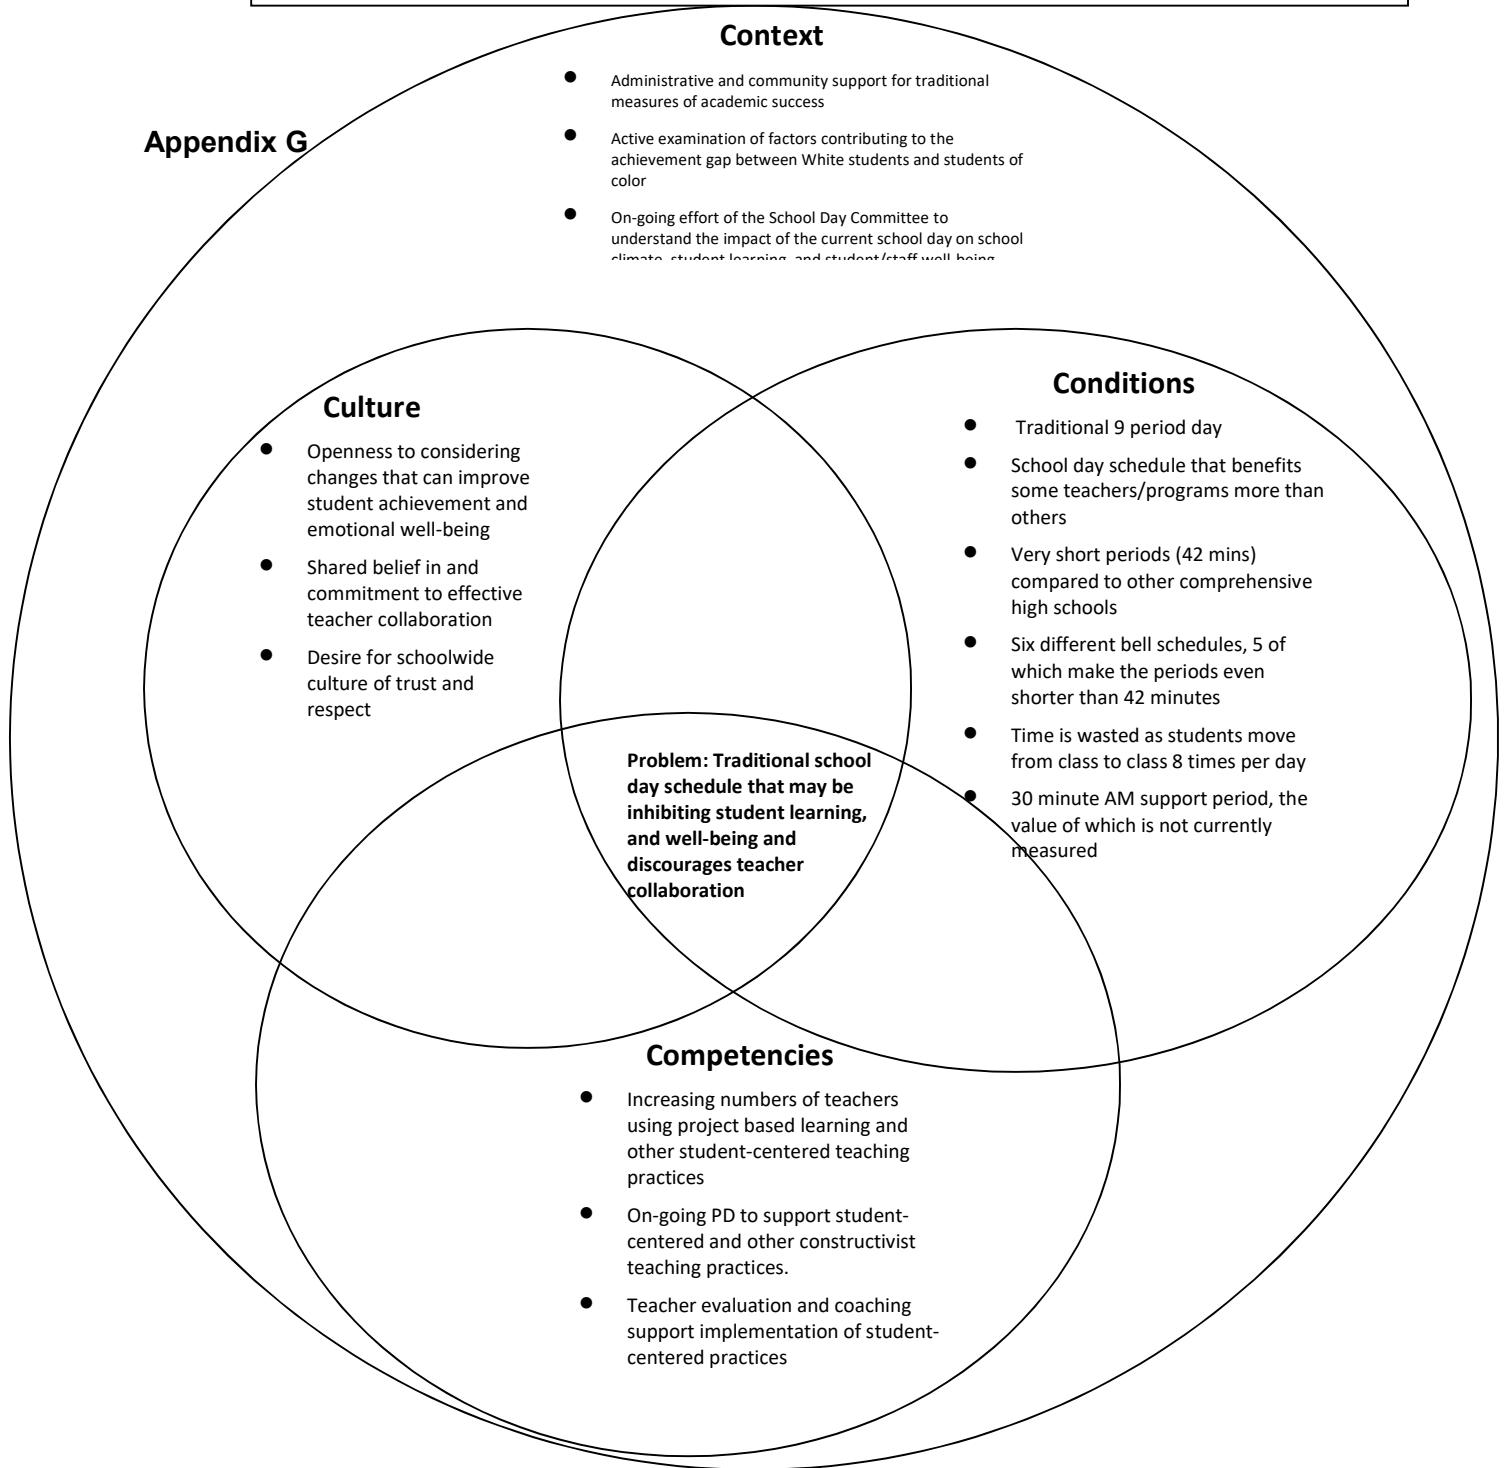 Context
● Administrative and community support for traditional
measures of academic success
Appendix G
● Active examination of factors contributing to the
achievement gap between White students and students of
color
● On-going effort of the School Day Committee to
understand the impact of the current school day on school
climate, student learning, and student/staff well-being
Culture
● Openness to considering
changes that can improve
student achievement and
emotional well-being
● Shared belief in and
commitment to effective
teacher collaboration
● Desire for schoolwide
culture of trust and
respect
Conditions
● Traditional 9 period day
● School day schedule that benefits
some teachers/programs more than
others
● Very short periods (42 mins)
compared to other comprehensive
high schools
● Six different bell schedules, 5 of
which make the periods even
shorter than 42 minutes
● Time is wasted as students move
from class to class 8 times per day
● 30 minute AM support period, the
value of which is not currently
measured
Problem: Traditional school
day schedule that may be
inhibiting student learning,
and well-being and
discourages teacher
collaboration
Competencies
● Increasing numbers of teachers
using project based learning and
other student-centered teaching
practices
● On-going PD to support student-
centered and other constructivist
teaching practices.
● Teacher evaluation and coaching
support implementation of student-
centered practices